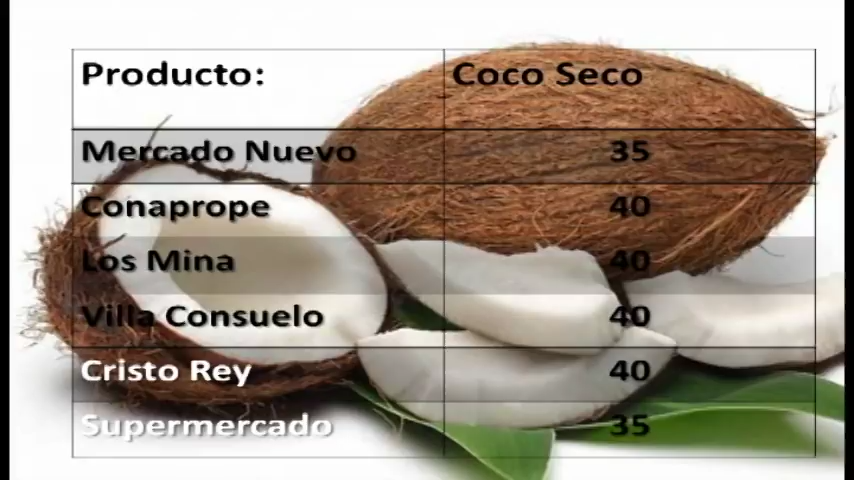 Producto: Coco Seco
Mercado Nuevo 35
Conaprope 40
Los Mina 40
Villa Consuelo 40
Cristo Rey 40
Supermercado 35